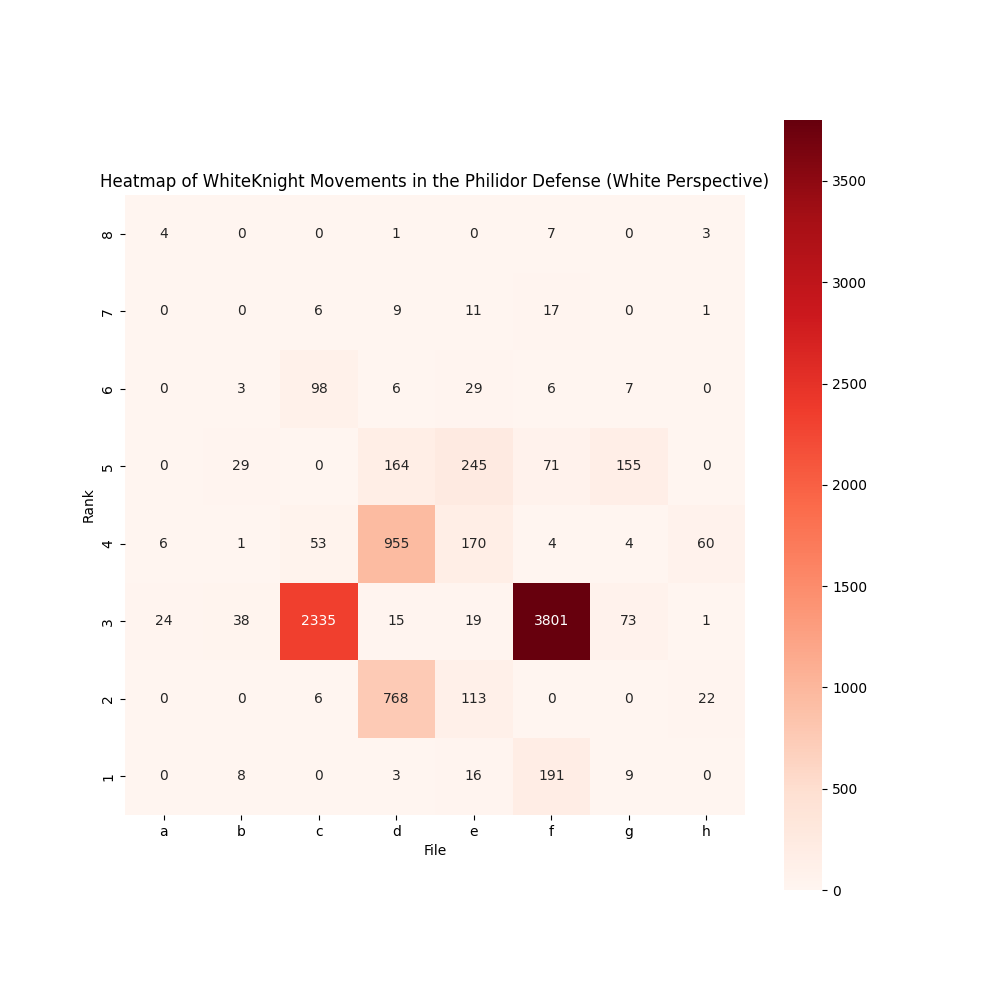 Heatmap of WhiteKnight Movements in the Philidor Defense (White Perspective)
8 4 0 0 1 0 7 0 3
7 0 0 6 9 11 17 0 1
6 0 3 98 6 29 6 7 0
5 0 29 0 164 245 71 155 0
Rank
4 6 1 53 955 170 4 4 60
3 24 38 2335 15 19 3801 73 1
2 0 0 6 768 113 0 0 22
1 0 8 0 3 16 191 9 0
a b c d e f g h
File
3500
3000
2500
2000
1500
1000
500
0